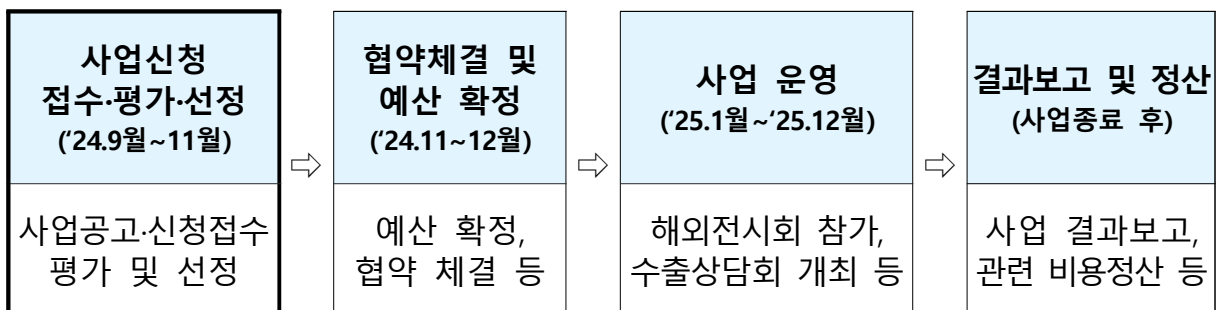 사업신청
접수·평가·선정
(‘24.9월~11월)
사업공고·신청접수
평가 및 선정
⇨
협약체결 및
예산 확정
(‘24.11~12월)
예산 확정,
협약 체결 등
⇨
사업 운영
(‘25.1월~‘25.12월)
해외전시회 참가,
수출상담회 개최 등
⇨
결과보고 및 정산
(사업종료 후)
사업 결과보고,
관련 비용정산 등